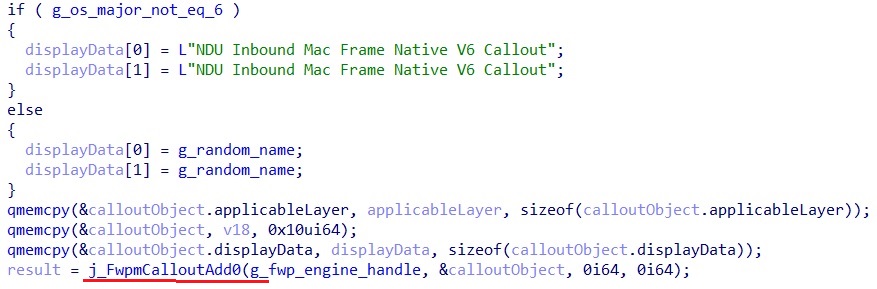 if ( g_os_major_not_eq_6 )
{
displayData[0] = L"NDU Inbound Mac Frame Native V6 Callout";
displayData[1] = L"NDU Inbound Mac Frame Native V6 Callout";
}
else
{
displayData[0] = g_random_name;
displayData[1] = g_random_name;
}
qmemcpy(&calloutObject.applicableLayer, applicableLayer, sizeof(calloutObject.applicableLayer));
qmemcpy(&calloutObject, v18, 0x10ui64);
qmemcpy(&calloutObject.displayData, displayData, sizeof(calloutObject.displayData));
result = j_FwpmCalloutAdd0(g_fwp_engine_handle, &calloutObject, 0i64, 0i64);